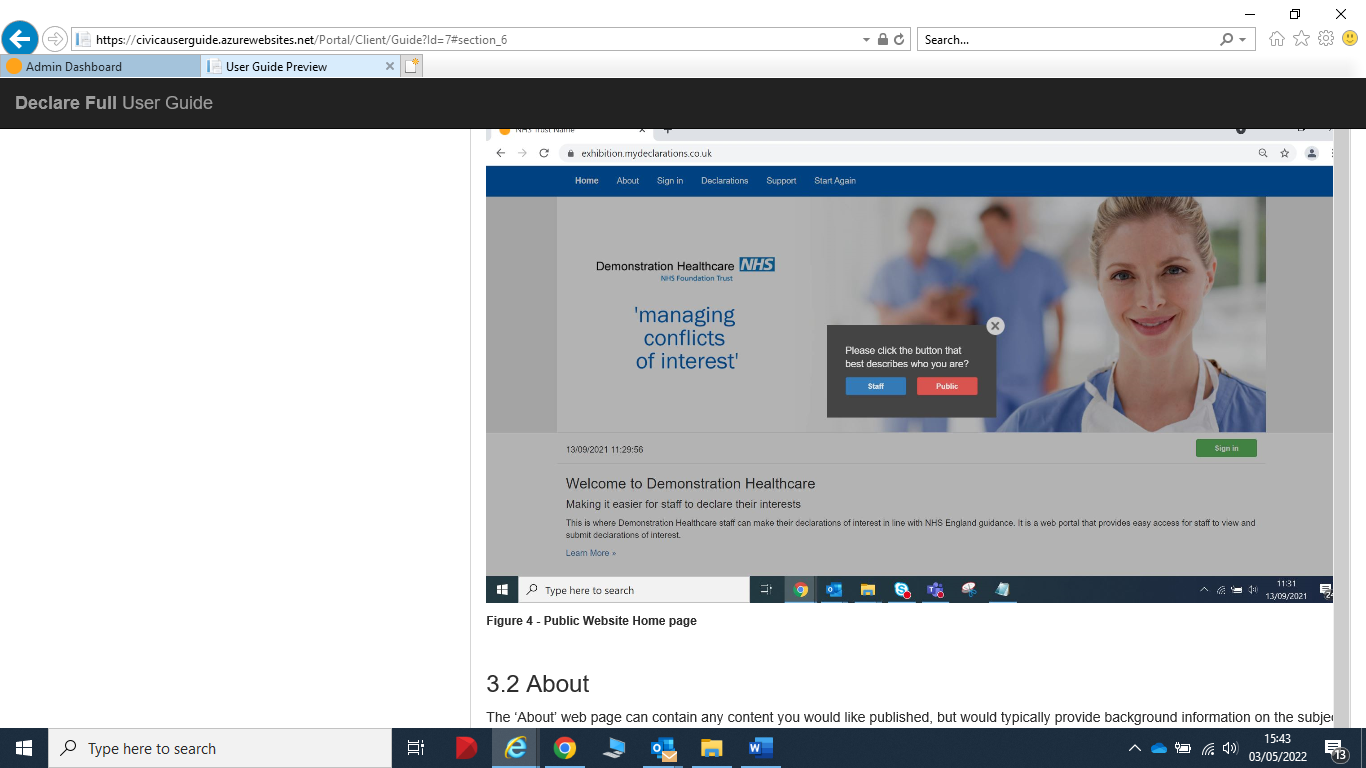 https://civicauserguide.azurewebsites.net/Portal/Client/Guide?Id=7#section_6
Search...
Admin Dashboard
User Guide Preview
Declare Full User Guide
NHS Trust Name
exhibition.mydeclarations.co.uk
Home About Sign in Declarations Support Start Again
Demonstration Healthcare NHS
NHS Foundation Trust
'managing
conflicts
of interest'
Please click the button that
best describes who you are?
Staff Public
13/09/2021 11:29:56
Sign in
Welcome to Demonstration Healthcare
Making it easier for staff to declare their interests
This is where Demonstration Healthcare staff can make their declarations of interest in line with NHS England guidance. It is a web portal that provides easy access for staff to view and
submit declarations of interest.
Learn More »
Type here to search
11:31
13/09/2021
24
Figure 4 - Public Website Home page
3.2 About
The ‘About’ web page can contain any content you would like published, but would typically provide background information on the subje
Type here to search
15:43
03/05/2022
13